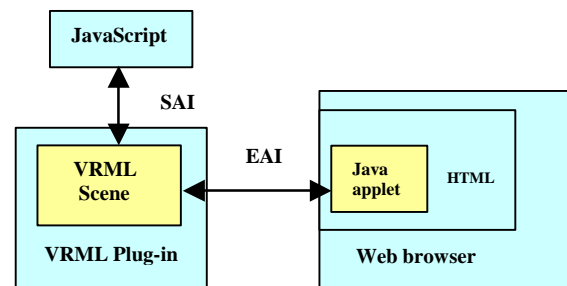 JavaScript
SAI
EAI
VRML
Scene
VRML Plug-in
Java
applet
HTML
Web browser